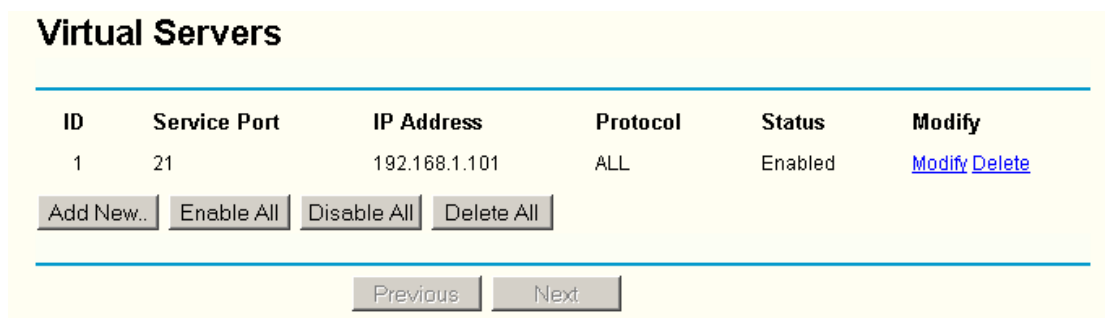 Virtual Servers
ID Service Port IP Address Protocol Status Modify
1 21 192.168.1.101 ALL Enabled Modify Delete
Add New.. Enable All Disable All Delete All
Previous Next